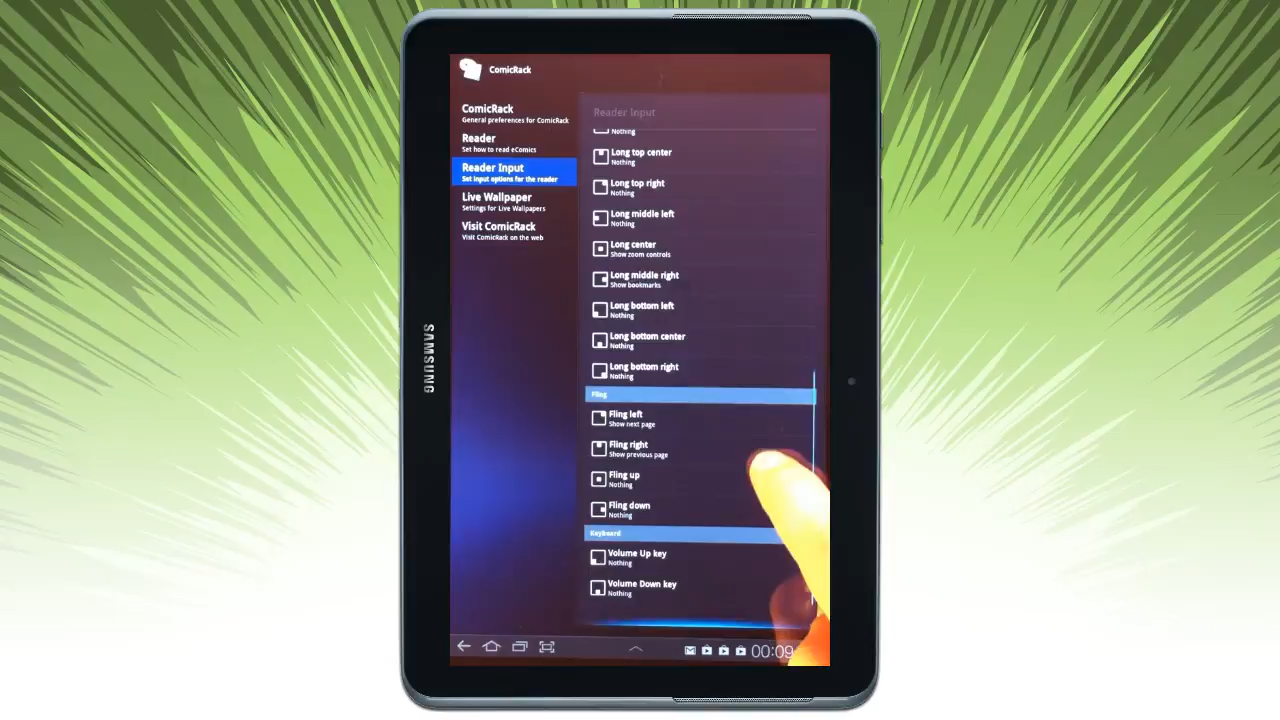 ComicRack
ComicRack
General preferences for ComicRack
Reader
Set how to read eComics
Reader Input
Set input options for the reader
Live Wallpaper
Settings for Live Wallpapers
Visit ComicRack
Visit ComicRack on the web
Reader Input
Nothing
Long top center
Nothing
Long top right
Nothing
Long middle left
Nothing
Long center
Show zoom controls
Long middle right
Show bookmarks
Long bottom left
Nothing
Long bottom center
Nothing
Long bottom right
Nothing
Fling
Fling left
Show next page
Fling right
Show previous page
Fling up
Nothing
Fling down
Nothing
Keyboard
Volume Up key
Nothing
Volume Down key
Nothing
00:09
SAMSUNG